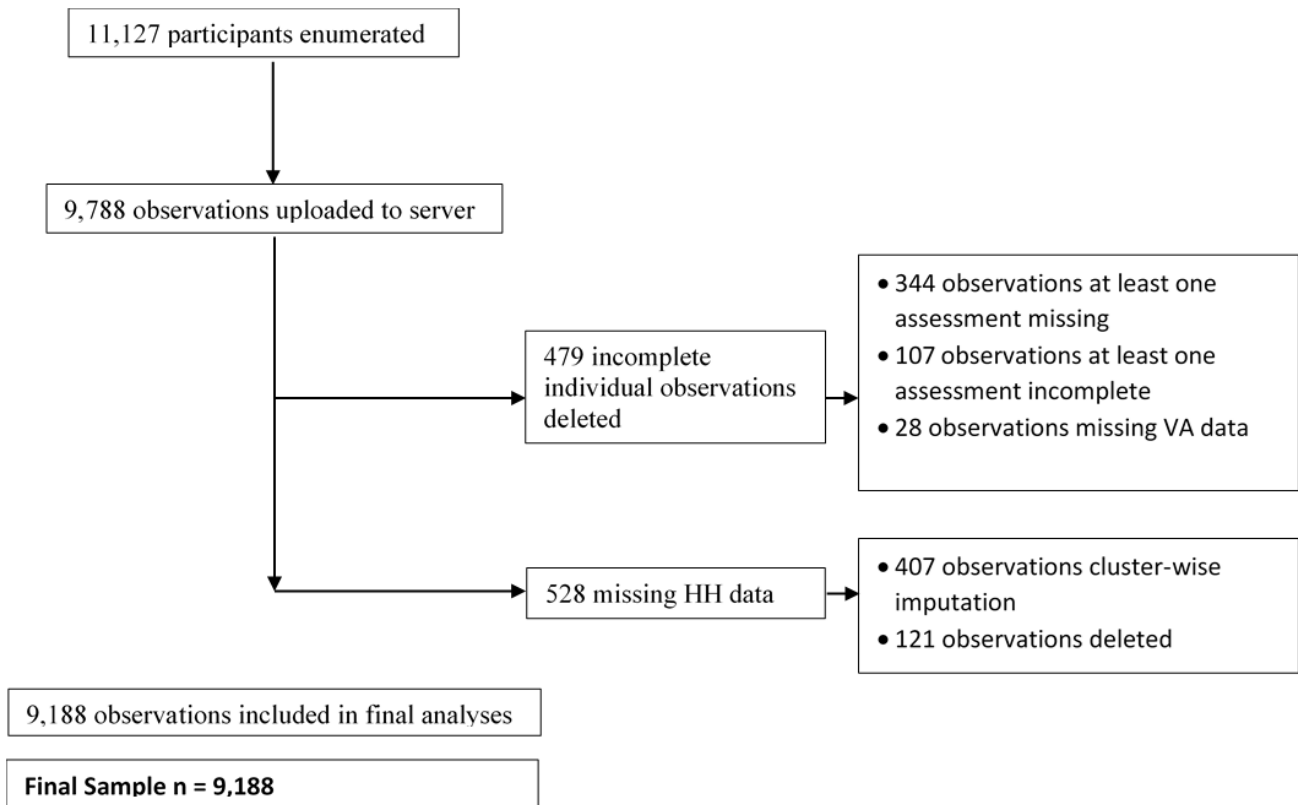 11,127 participants enumerated
9,788 observations uploaded to server
479 incomplete
individual observations
deleted
• 344 observations at least one
assessment missing
• 107 observations at least one
assessment incomplete
• 28 observations missing VA data
528 missing HH data
• 407 observations cluster-wise
imputation
• 121 observations deleted
9,188 observations included in final analyses
Final Sample n = 9,188